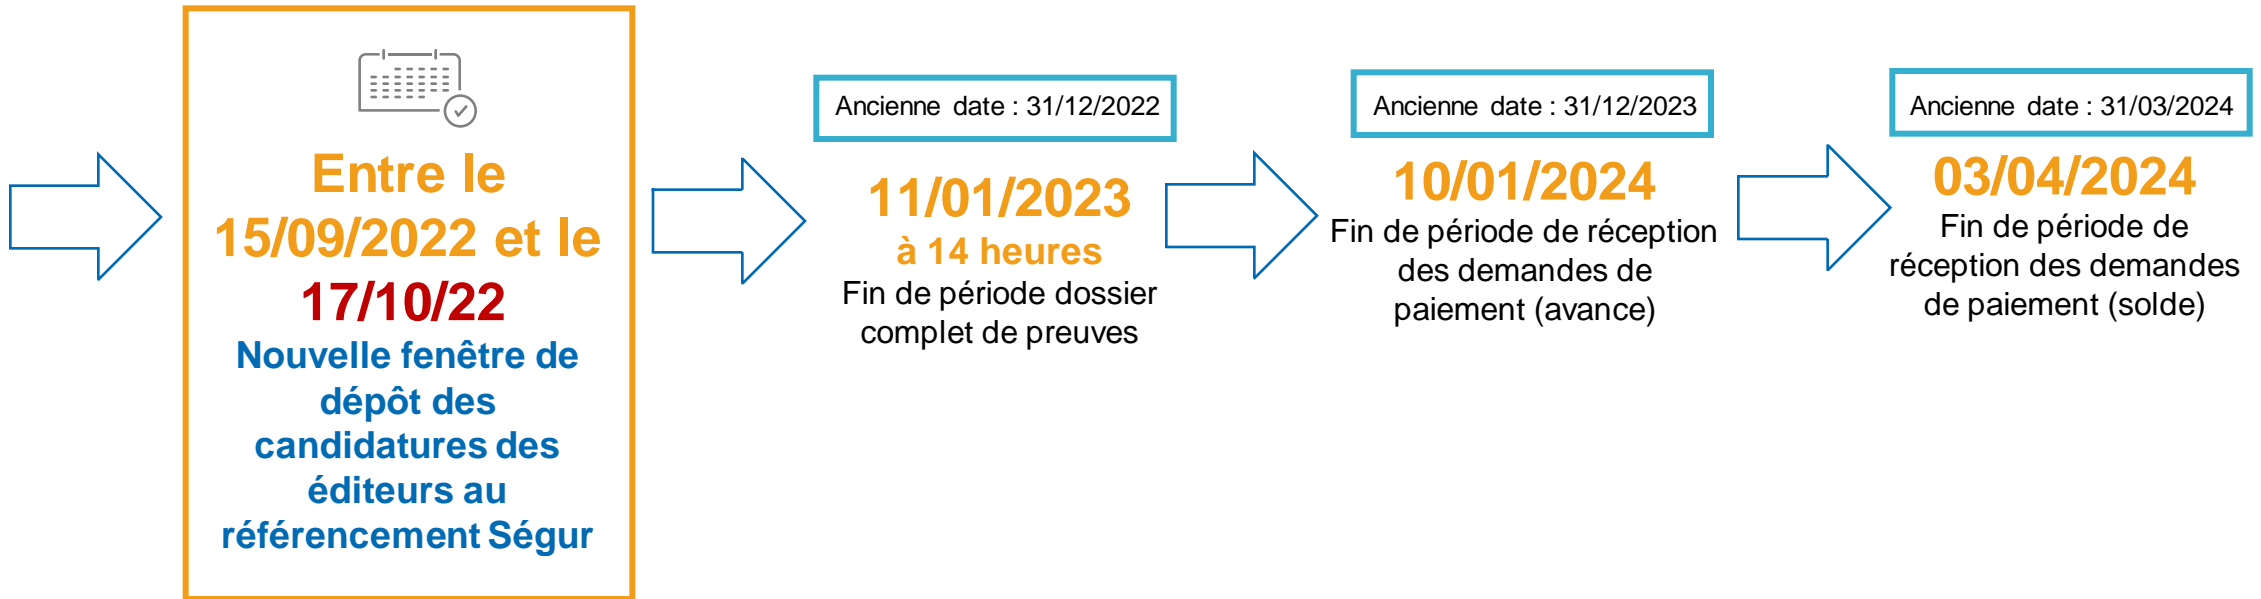 Entre le
15/09/2022 et le
17/10/22
Nouvelle fenêtre de
dépôt des
candidatures des
éditeurs au
référencement Ségur
Ancienne date : 31/12/2022
11/01/2023
à 14 heures
Fin de période dossier
complet de preuves
Ancienne date : 31/12/2023
10/01/2024
Fin de période de réception
des demandes de
paiement (avance)
Ancienne date : 31/03/2024
03/04/2024
Fin de période de
réception des demandes
de paiement (solde)